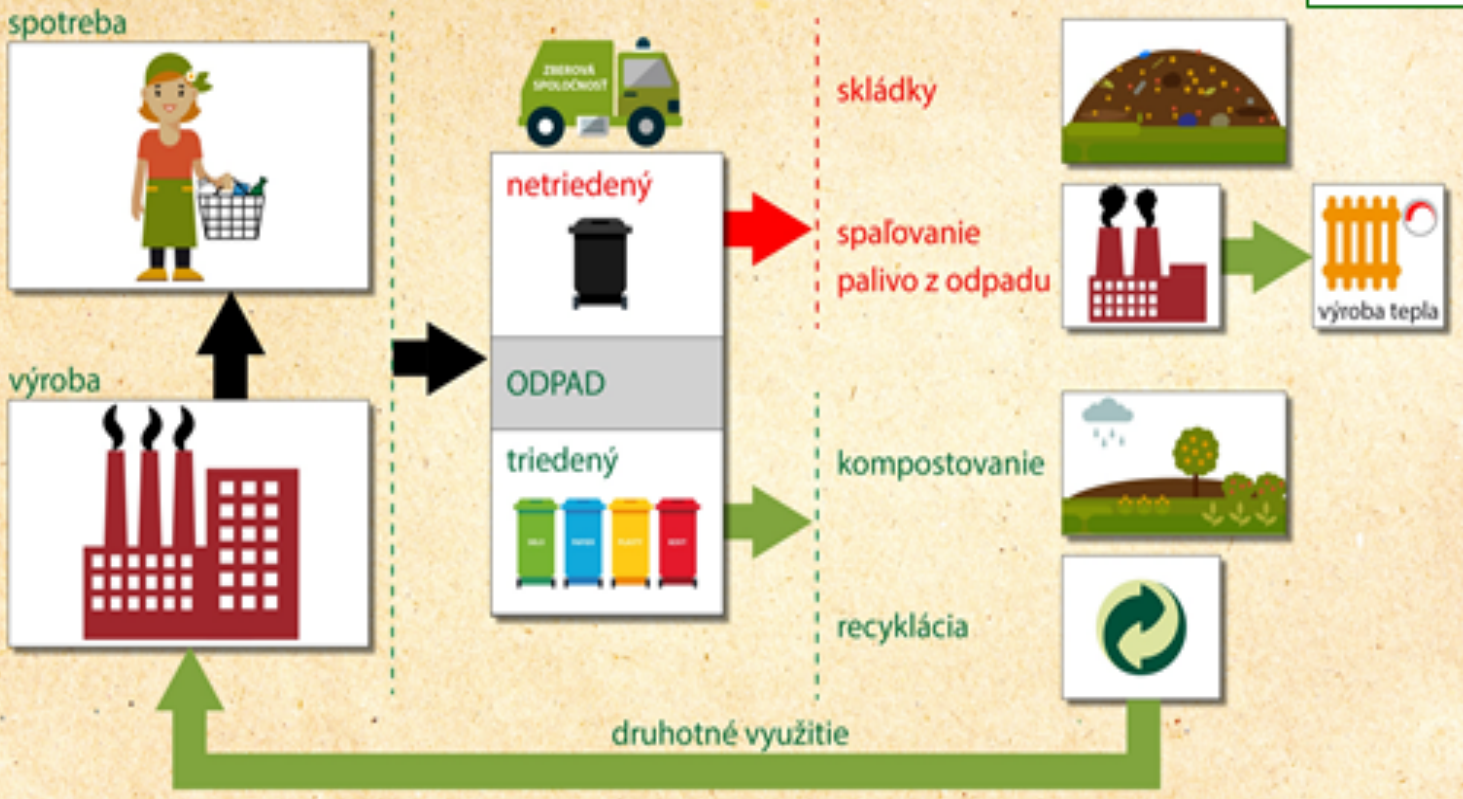 spotreba
výroba
ZBEROVÁ
SPOLOČNOSŤ
netriedený
ODPAD
triedený
skládky
spaľovanie
palivo z odpadu
výroba tepla
kompostovanie
recyklácia
druhotné využitie